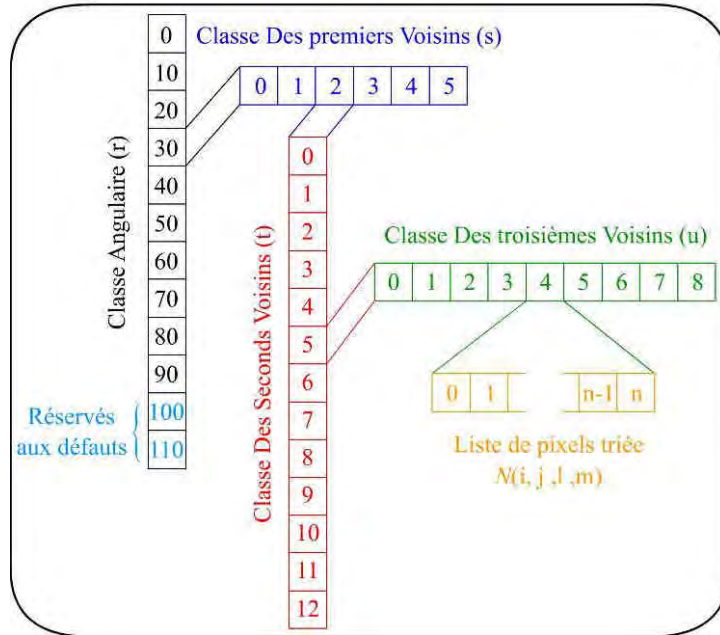 Classe Des premiers Voisins (s)
0 1 2 3 4 5
Classe Angulaire (r)
0
10
20
30
40
50
60
70
80
90
100
110
Réservés
aux défauts
Classe Des Seconds Voisins (t)
0
1
2
3
4
5
6
7
8
9
10
11
12
Classe Des troisièmes Voisins (u)
0 1 2 3 4 5 6 7 8
0 1 n-1 n
Liste de pixels triée
N(i, j ,l ,m)